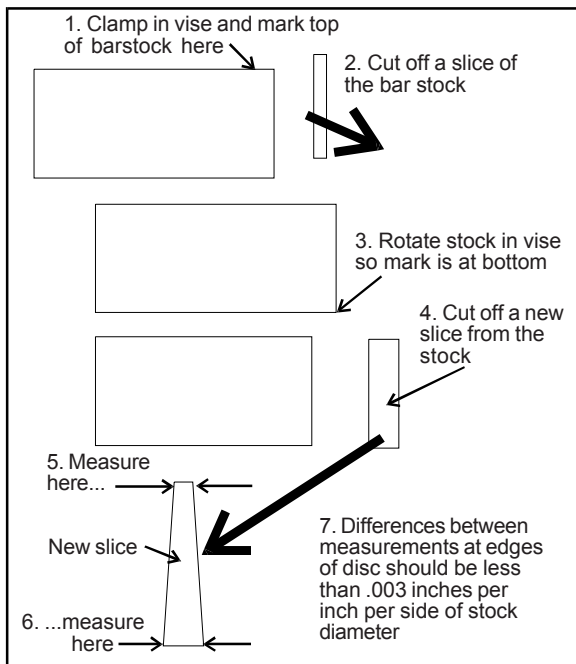 1. Clamp in vise and mark top
of barstock here
2. Cut off a slice of
the bar stock
3. Rotate stock in vise
so mark is at bottom
4. Cut off a new
slice from the
stock
5. Measure
here...
New slice
6. ...measure
here
7. Differences between
measurements at edges
of disc should be less
than .003 inches per
inch per side of stock
diameter